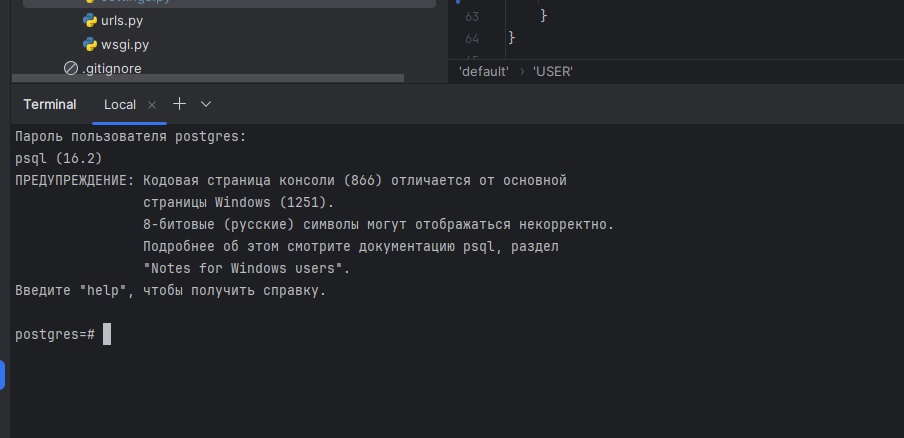 settings.py
urls.py
wsgi.py
.gitignore
63 }
64 }
'default' › 'USER'
Terminal Local × +
Пароль пользователя postgres:
psql (16.2)
ПРЕДУПРЕЖДЕНИЕ: Кодовая страница консоли (866) отличается от основной
страницы Windows (1251).
8-битовые (русские) символы могут отображаться некорректно.
Подробнее об этом смотрите документацию psql, раздел
"Notes for Windows users".
Введите "help", чтобы получить справку.
postgres=#